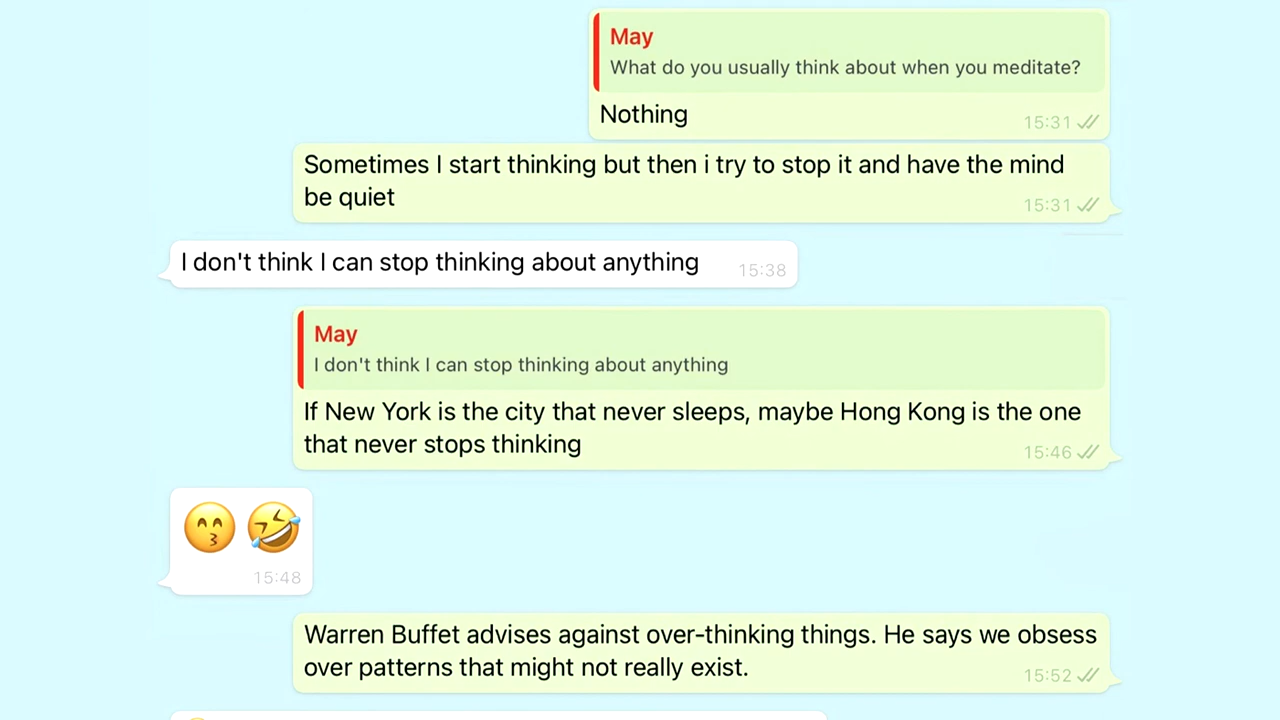 May
What do you usually think about when you meditate?
Nothing
15:31
Sometimes I start thinking but then i try to stop it and have the mind
be quiet
15:31
I don't think I can stop thinking about anything
15:38
May
I don't think I can stop thinking about anything
If New York is the city that never sleeps, maybe Hong Kong is the one
that never stops thinking
15:46
15:48
Warren Buffet advises against over-thinking things. He says we obsess
over patterns that might not really exist.
15:52